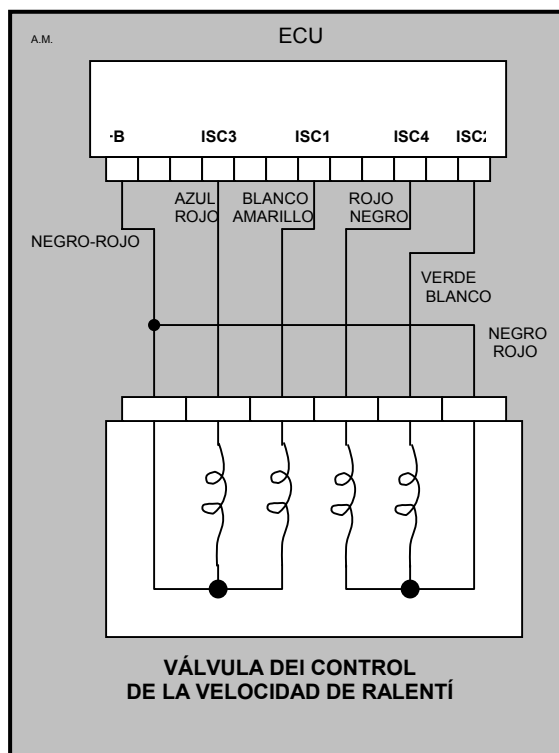 A.M.
ECU
·B ISC3 ISC1 ISC4 ISC2
AZUL
ROJO
BLANCO
AMARILLO
ROJO
NEGRO
NEGRO-ROJO
VERDE
BLANCO
NEGRO
ROJO
VÁLVULA DEI CONTROL
DE LA VELOCIDAD DE RALENTÍ